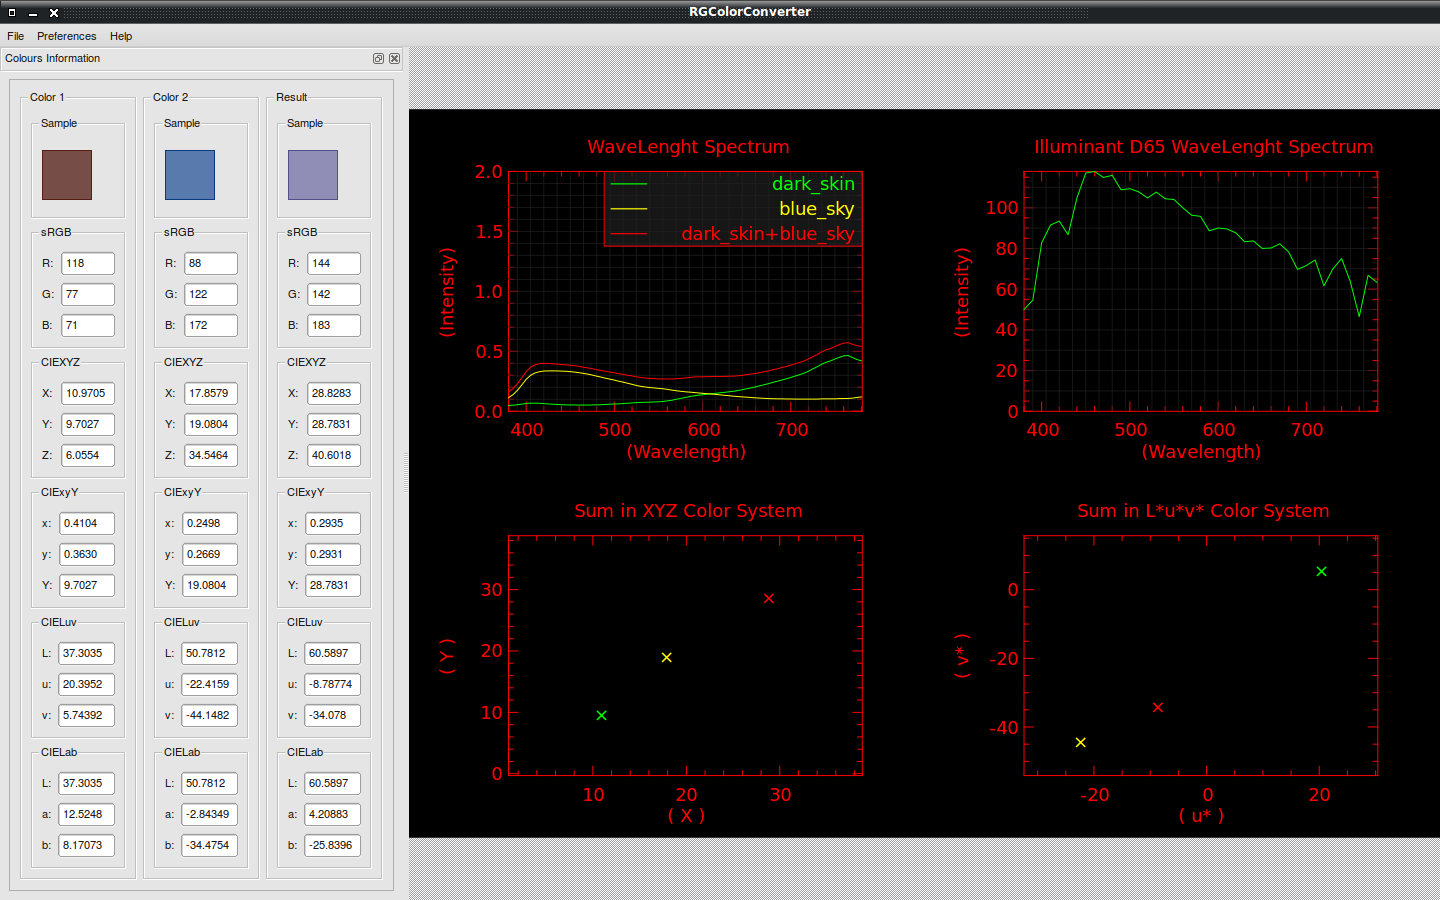 RGColorConverter
File Preferences Help
Colours Information
Color 1
Sample
sRGB
R: 118
G: 77
B: 71
CIEXYZ
X: 10.9705
Y: 9.7027
Z: 6.0554
CIExyY
x: 0.4104
y: 0.3630
Y: 9.7027
CIELuv
L: 37.3035
u: 20.3952
v: 5.74392
CIELab
L: 37.3035
a: 12.5248
b: 8.17073
Color 2
Sample
sRGB
R: 88
G: 122
B: 172
CIEXYZ
X: 17.8579
Y: 19.0804
Z: 34.5464
CIExyY
x: 0.2498
y: 0.2669
Y: 19.0804
CIELuv
L: 50.7812
u: -22.4159
v: -44.1482
CIELab
L: 50.7812
a: -2.84349
b: -34.4754
Result
Sample
sRGB
R: 144
G: 142
B: 183
CIEXYZ
X: 28.8283
Y: 28.7831
Z: 40.6018
CIExyY
x: 0.2935
y: 0.2931
Y: 28.7831
CIELuv
L: 60.5897
u: -8.78774
v: -34.078
CIELab
L: 60.5897
a: 4.20883
b: -25.8396
WaveLenght Spectrum
dark_skin
blue_sky
dark_skin+blue_sky
2.0
1.5
1.0
0.5
0.0
(Intensity)
400 500 600 700
(Wavelength)
Illuminant D65 WaveLenght Spectrum
100
80
60
40
20
0
(Intensity)
400 500 600 700
(Wavelength)
Sum in XYZ Color System
30
20
10
0
( Y )
10 20 30
( X )
Sum in L*u*v* Color System
0
-20
-40
( v* )
-20 0 20
( u* )